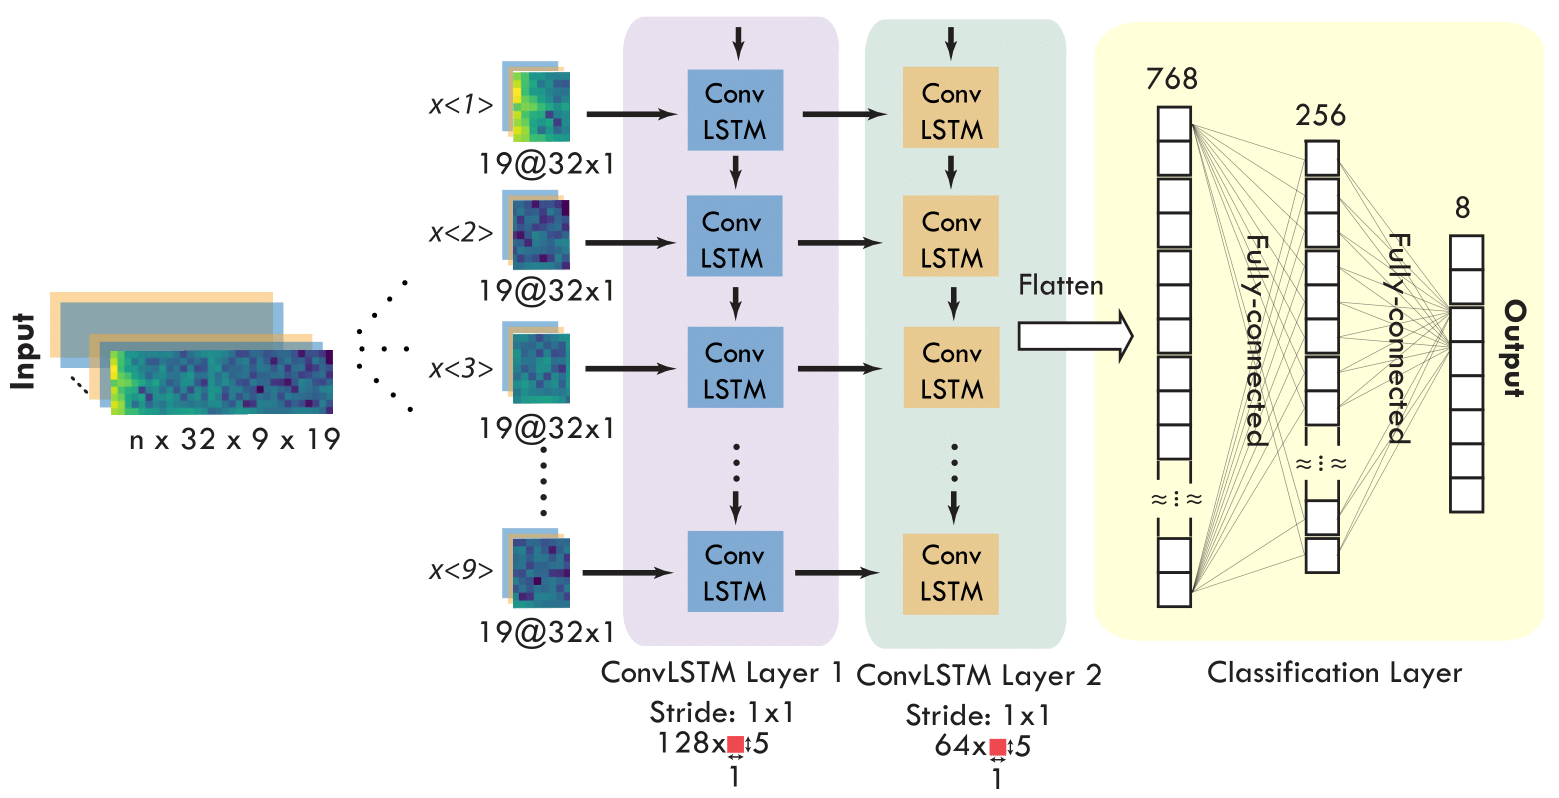 Input
n x 32 x 9 x 19
x<1>
19@32x1
x<2>
19@32x1
x<3>
19@32x1
x<9>
19@32x1
Conv
LSTM
Conv
LSTM
Conv
LSTM
Conv
LSTM
ConvLSTM Layer 1
Stride: 1x1
128x 5
1
Conv
LSTM
Conv
LSTM
Conv
LSTM
Conv
LSTM
ConvLSTM Layer 2
Stride: 1x1
64x 5
1
Flatten
768
Fully-connected
256
Fully-connected
8
Output
Classification Layer